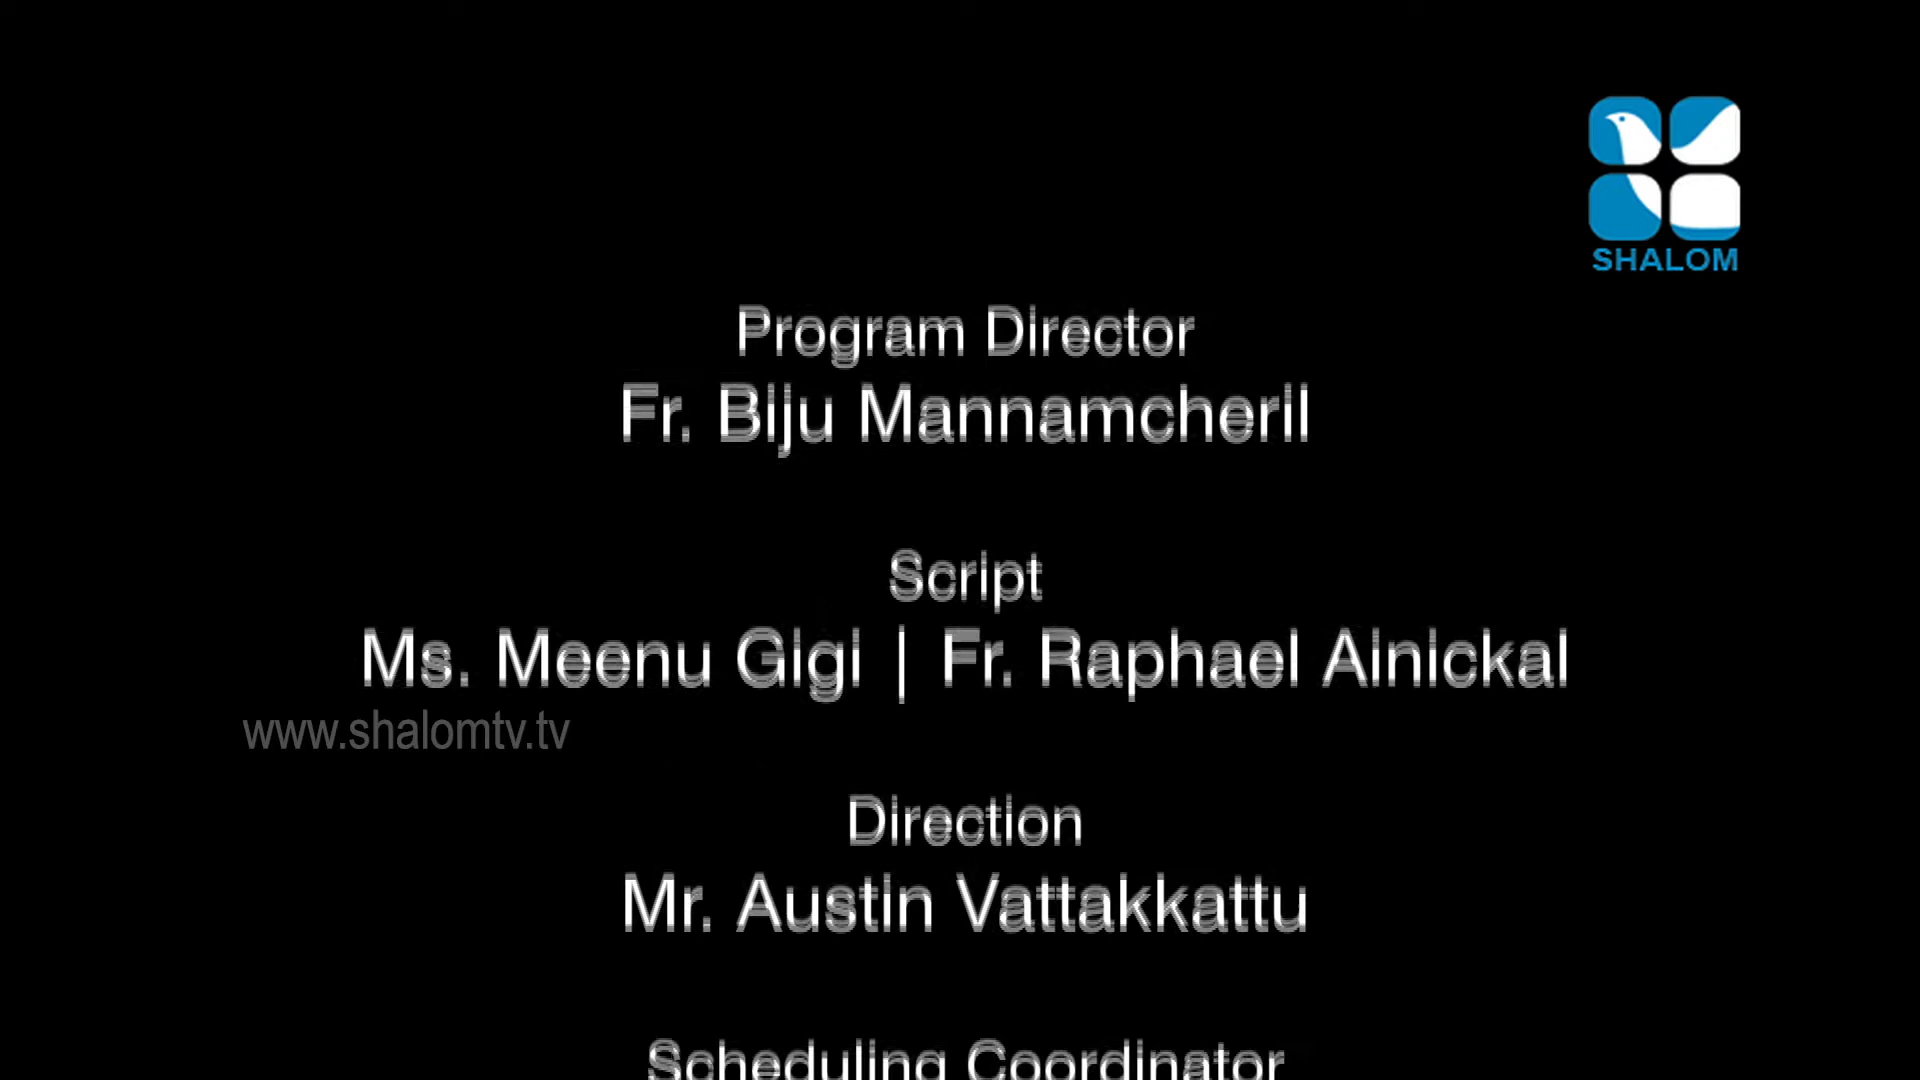 SHALOM
Program Director
Fr. Biju Mannamcheril
Script
Ms. Meenu Gigi | Fr. Raphael Ainickal
www.shalomtv.tv
Direction
Mr. Austin Vattakkattu
Scheduling Coordinator